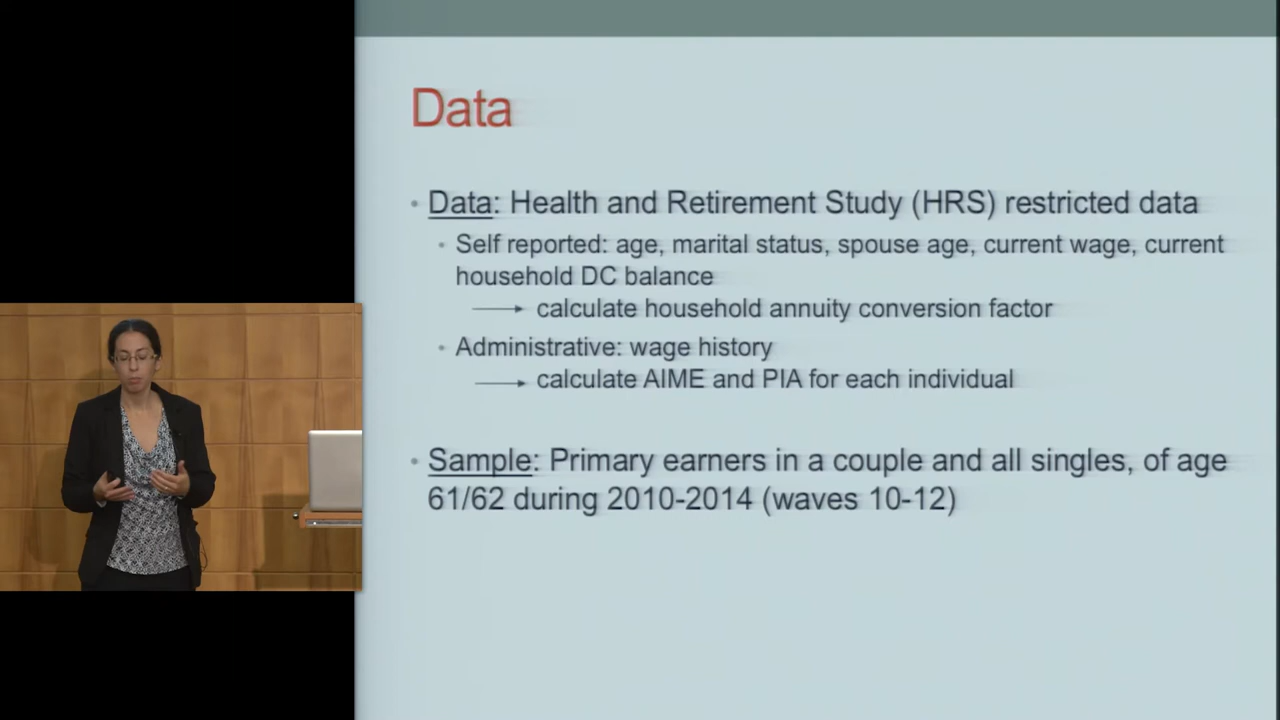 Data
• Data: Health and Retirement Study (HRS) restricted data
• Self reported: age, marital status, spouse age, current wage, current
household DC balance
→ calculate household annuity conversion factor
• Administrative: wage history
→ calculate AIME and PIA for each individual
• Sample: Primary earners in a couple and all singles, of age
61/62 during 2010-2014 (waves 10-12)